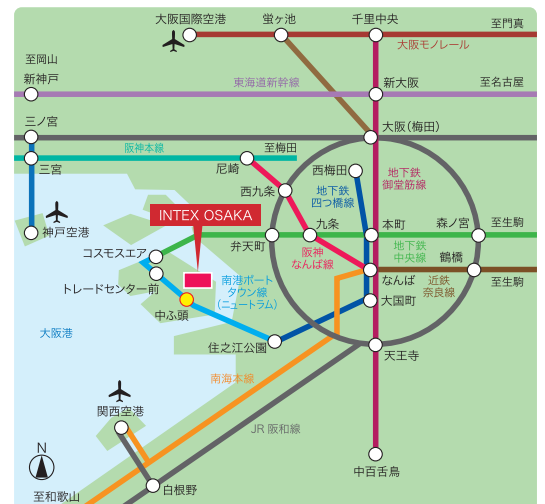 大阪国際空港
蛍ヶ池
千里中央
至門真
大阪モノレール
至岡山
新神戸
東海道新幹線
新大阪
至名古屋
三ノ宮
大阪(梅田)
阪神本線
至梅田
三宮
尼崎
西梅田
地下鉄
御堂筋線
地下鉄
四つ橋線
西九条
INTEX OSAKA
神戸空港
弁天町
九条
本町
森ノ宮
至生駒
コスモスエア
阪神
なんば線
地下鉄
中央線
鶴橋
トレードセンター前
南港ポート
タウン線
(ニュートラム)
なんば
近鉄
奈良線
至生駒
中ふ頭
大国町
大阪港
住之江公園
天王寺
南海本線
関西空港
JR 阪和線
N
中百舌鳥
至和歌山
白根野